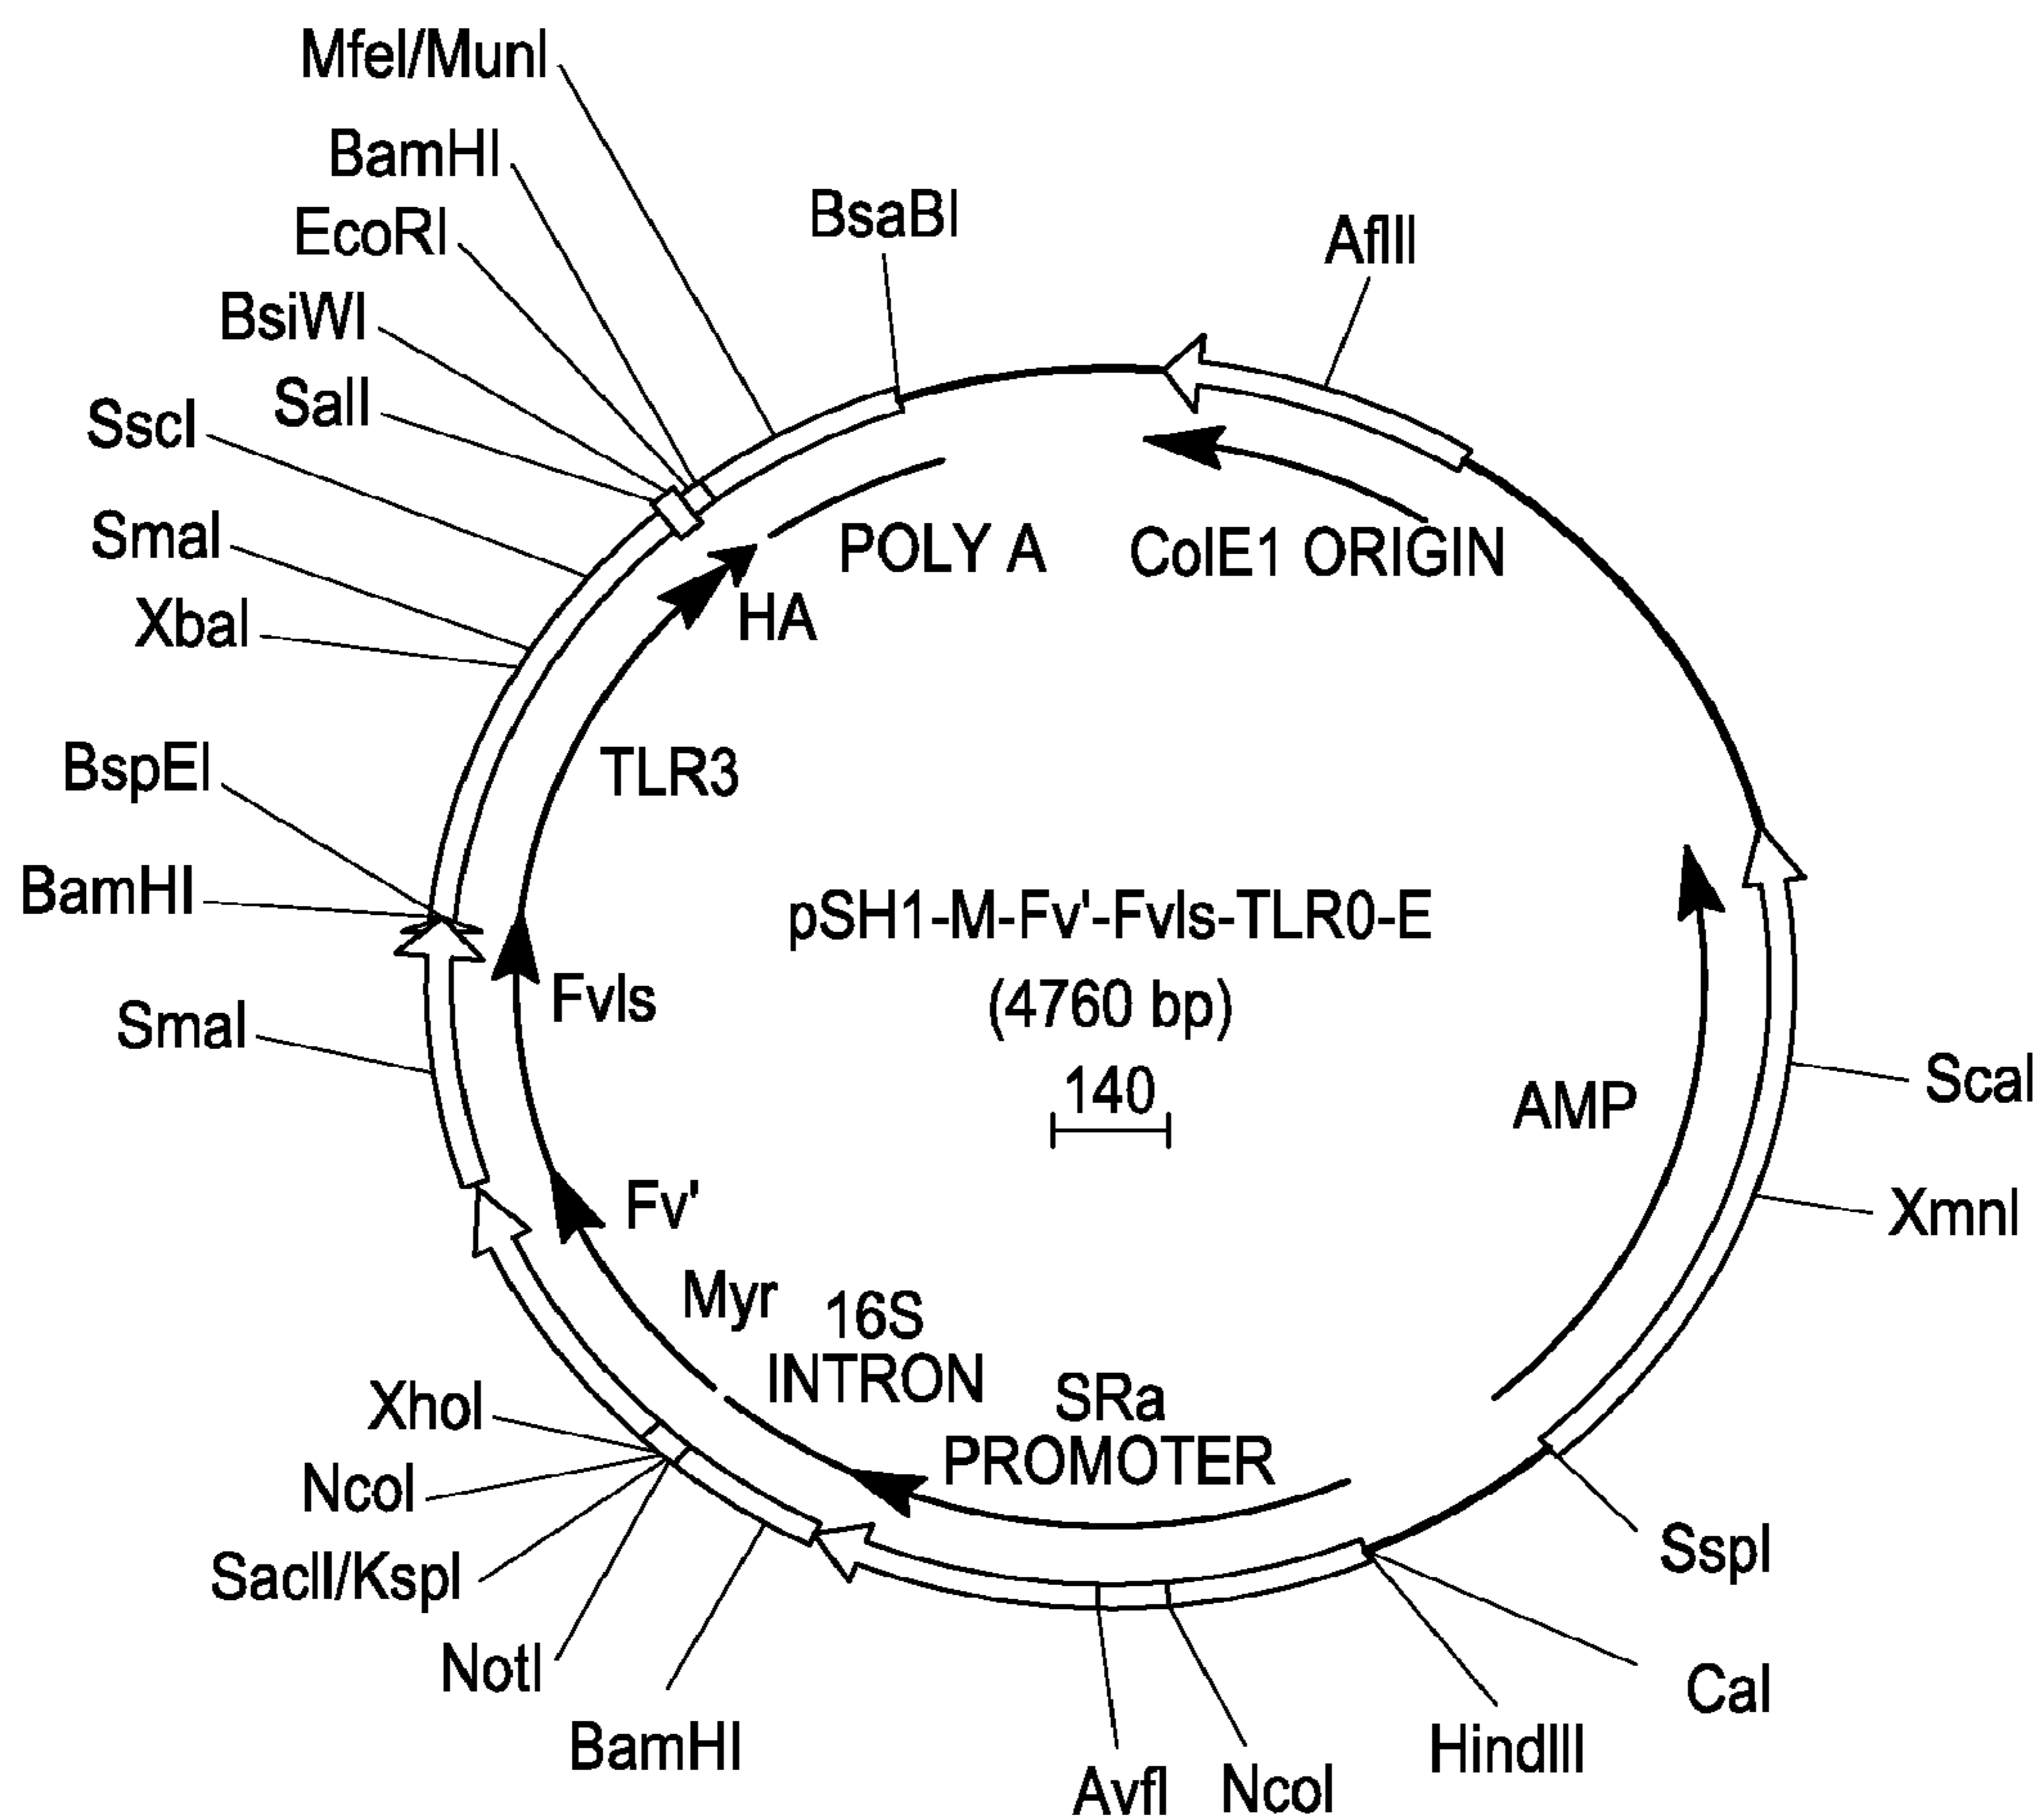 MfeI/MunI
BamHI
EcoRI
BsiWI
SalI
SscI
SmaI
XbaI
BspEI
BamHI
SmaI
XhoI
NcoI
SacII/KspI
NotI
BamHI
AvfI
NcoI
HindIII
CaI
SspI
XmnI
ScaI
AflII
BsaBI
POLY A
ColE1 ORIGIN
HA
TLR3
FvIs
Fv'
Myr
16S
INTRON
SRa
PROMOTER
AMP
pSH1-M-Fv'-FvIs-TLR0-E
(4760 bp)
140